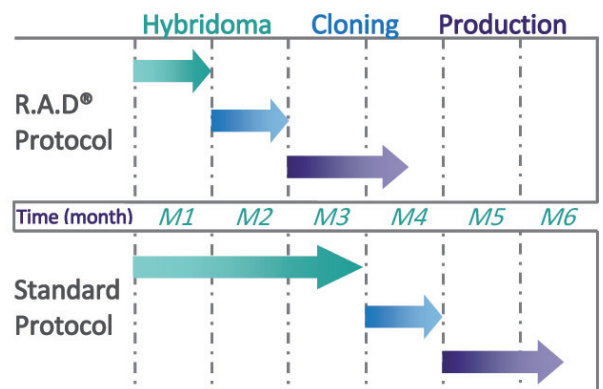 Hybridoma Cloning Production
R.A.D®
Protocol
Time (month) M1 M2 M3 M4 M5 M6
Standard
Protocol